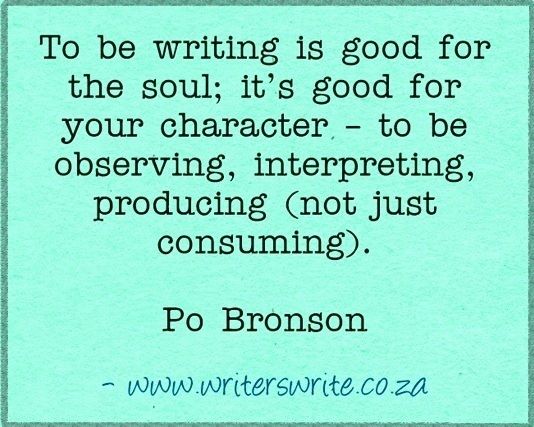 To be writing is good for
the soul; it's good for
your character – to be
observing, interpreting,
producing (not just
consuming).
Po Bronson
- www.writerswrite.co.za